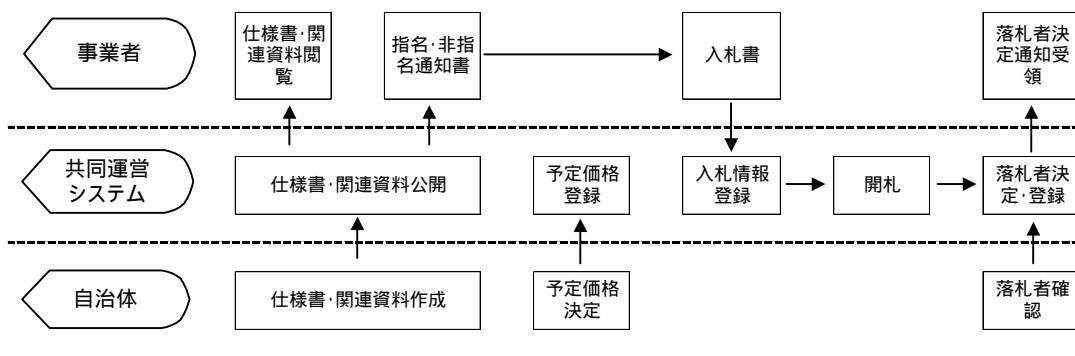 事業者
仕様書･関
連資料閲
覧
指名･非指
名通知書
入札書
落札者決
定通知受
領
共同運営
システム
仕様書･関連資料公開
予定価格
登録
入札情報
登録
開札
落札者決
定･登録
自治体
仕様書･関連資料作成
予定価格
決定
落札者確
認